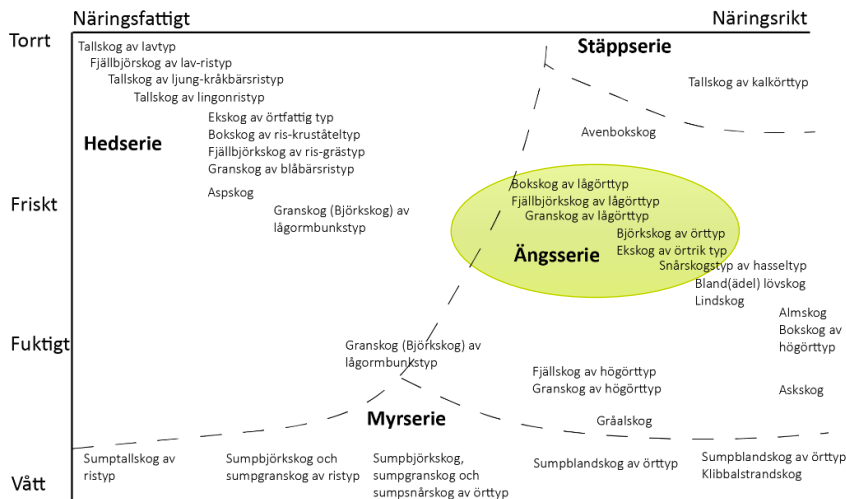 Näringsfattigt
Näringsrikt
Torrt
Stäppserie
Tallskog av lavtyp
Fjällbjörskog av lav-ristyp
Tallskog av ljung-kråkbärsristyp
Tallskog av lingonristyp
Tallskog av kalkörttyp
Ekskog av örtfattig typ
Bokskog av ris-kruståteltyp
Fjällbjörkskog av ris-grästyp
Granskog av blåbärsristyp
Avenbokskog
Hedserie
Aspskog
Friskt
Granskog (Björkskog) av
lågormbunkstyp
Bokskog av lågörttyp
Fjällbjörkskog av lågörttyp
Granskog av lågörttyp
Björkskog av örttyp
Ekskog av örtrik typ
Ängsserie
Snårskogstyp av hasseltyp
Bland(ädel) lövskog
Lindskog
Almskog
Bokskog av
högörttyp
Fuktigt
Granskog (Björkskog) av
lågormbunkstyp
Fjällskog av högörttyp
Granskog av högörttyp
Askskog
Myrserie
Gråalskog
Sumptallskog av
ristyp
Sumpbjörkskog och
sumpgranskog av ristyp
Sumpbjörkskog,
sumpgranskog och
sumpsnårskog av örttyp
Sumpblandskog av örttyp
Sumpblandskog av örttyp
Klibbalstrandskog
Vått